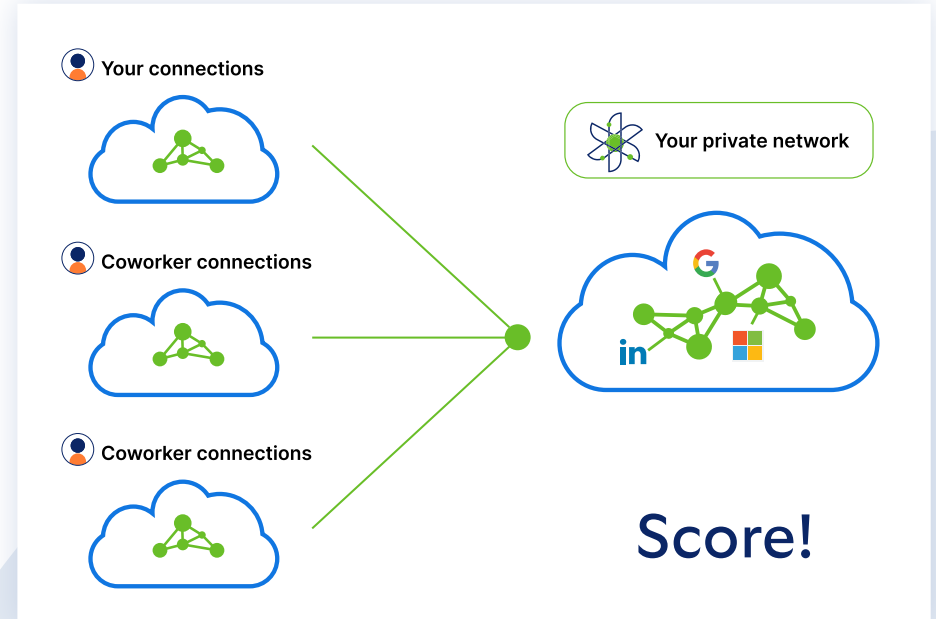 Your connections
Your private network
Coworker connections
in
Coworker connections
Score!